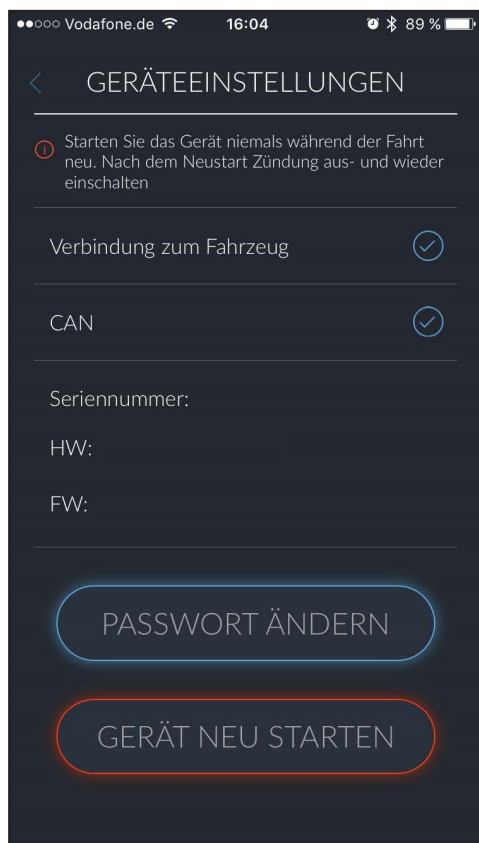 Vodafone.de 16:04 89 %
GERÄTEEINSTELLUNGEN
Starten Sie das Gerät niemals während der Fahrt
neu. Nach dem Neustart Zündung aus- und wieder
einschalten
Verbindung zum Fahrzeug
CAN
Seriennummer:
HW:
FW:
PASSWORT ÄNDERN
GERÄT NEU STARTEN